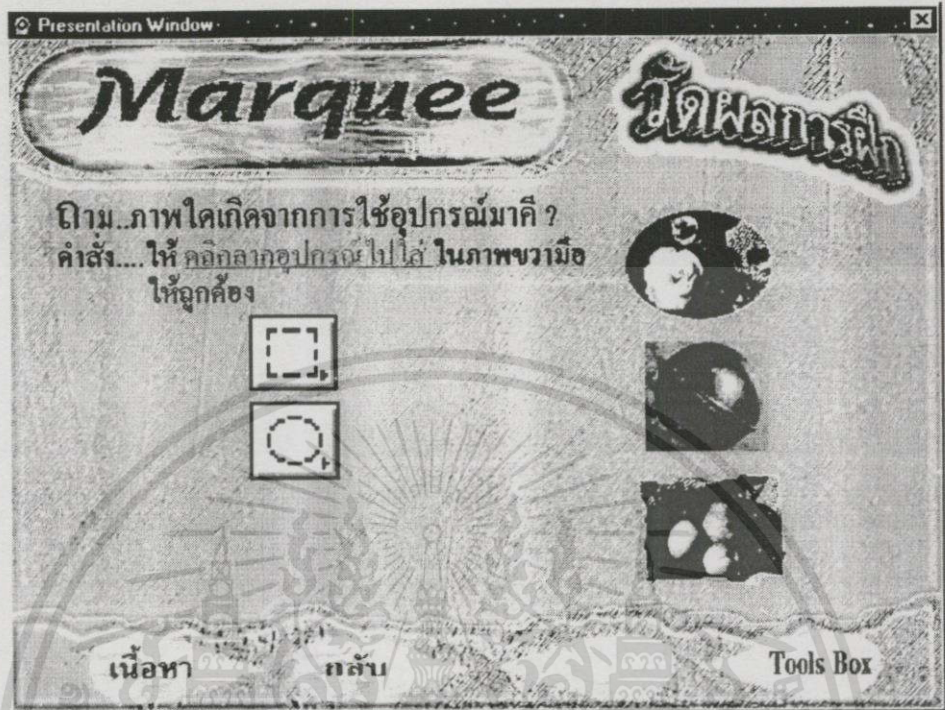 Presentation Window
Marquee
วัดผลการฝึก
ถาม..ภาพใดเกิดจากการใช้อุปกรณ์มาคี ?
คำสั่ง....ให้ คลิกลากอุปกรณ์ไปใส่ ในภาพขวามือ
ให้ถูกต้อง
เนื้อหา
กลับ
Tools Box